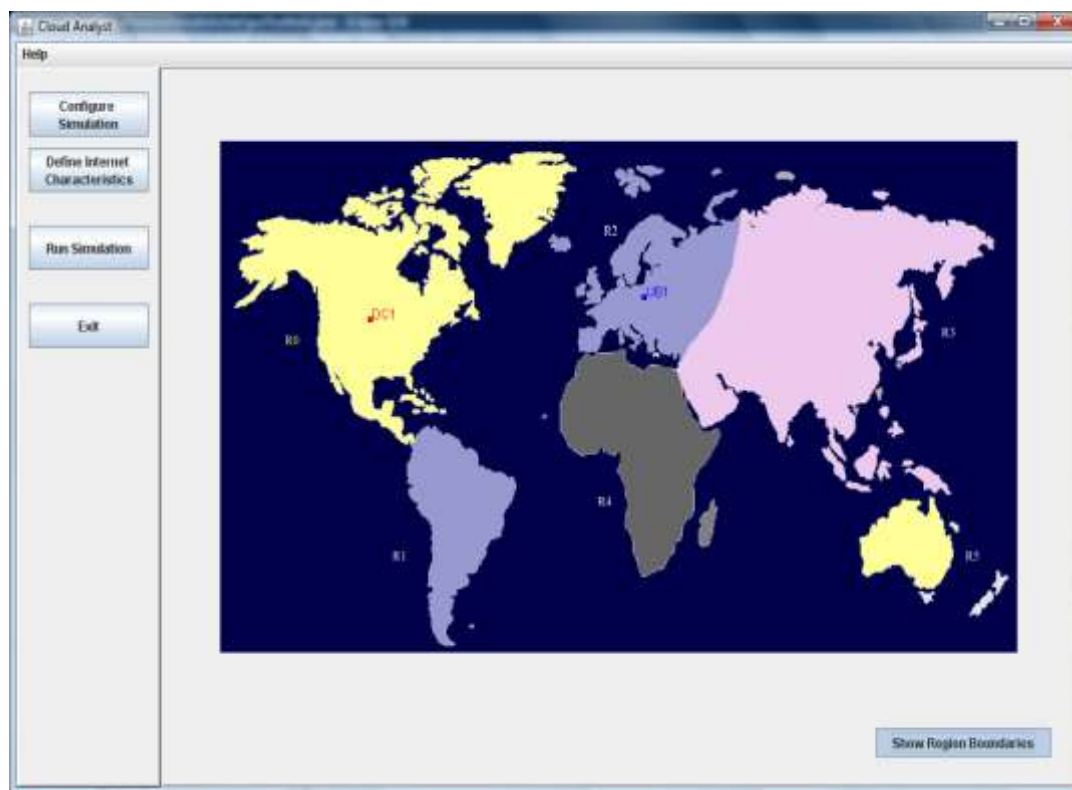 Cloud Analyst
Help
Configure
Simulation
Define Internet
Characteristics
Run Simulation
Exit
R2
UB1
DC1
R0
R3
R4
R1
R5
Show Region Boundaries